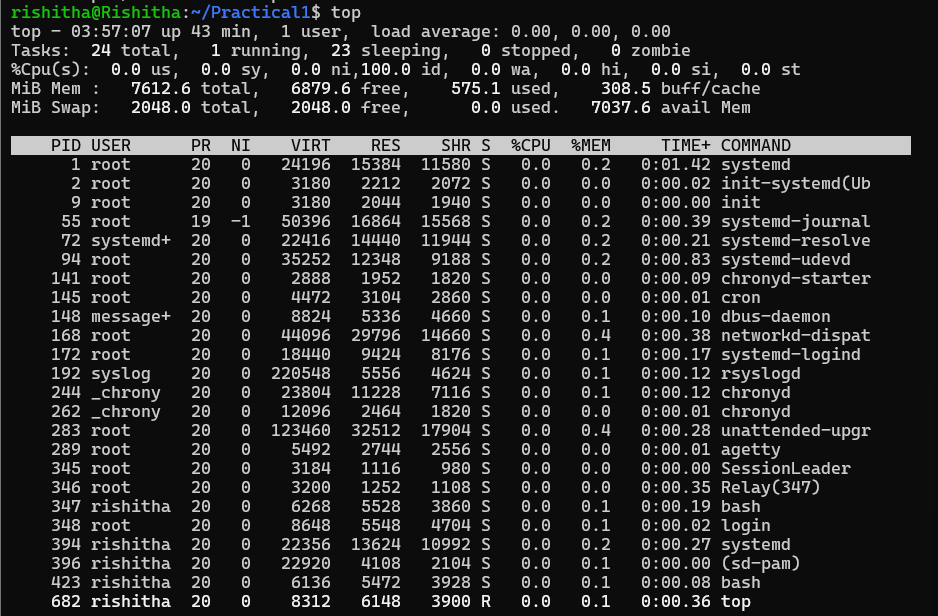 rishitha@Rishitha:~/Practical1$ top
top - 03:57:07 up 43 min,  1 user,  load average: 0.00, 0.00, 0.00
Tasks:  24 total,   1 running,  23 sleeping,   0 stopped,   0 zombie
%Cpu(s):  0.0 us,  0.0 sy,  0.0 ni,100.0 id,  0.0 wa,  0.0 hi,  0.0 si,  0.0 st
MiB Mem :   7612.6 total,   6879.6 free,    575.1 used,    308.5 buff/cache
MiB Swap:   2048.0 total,   2048.0 free,      0.0 used.   7037.6 avail Mem
    PID USER      PR  NI    VIRT    RES    SHR S  %CPU  %MEM     TIME+ COMMAND
      1 root      20   0   24196  15384  11580 S   0.0   0.2   0:01.42 systemd
      2 root      20   0    3180   2212   2072 S   0.0   0.0   0:00.02 init-systemd(Ub
      9 root      20   0    3180   2044   1940 S   0.0   0.0   0:00.00 init
     55 root      19  -1   50396  16864  15568 S   0.0   0.2   0:00.39 systemd-journal
     72 systemd+  20   0   22416  14440  11944 S   0.0   0.2   0:00.21 systemd-resolve
     94 root      20   0   35252  12348   9188 S   0.0   0.2   0:00.83 systemd-udevd
    141 root      20   0    2888   1952   1820 S   0.0   0.0   0:00.09 chronyd-starter
    145 root      20   0    4472   3104   2860 S   0.0   0.0   0:00.01 cron
    148 message+  20   0    8824   5336   4660 S   0.0   0.1   0:00.10 dbus-daemon
    168 root      20   0   44096  29796  14660 S   0.0   0.4   0:00.38 networkd-dispat
    172 root      20   0   18440   9424   8176 S   0.0   0.1   0:00.17 systemd-logind
    192 syslog    20   0  220548   5556   4624 S   0.0   0.1   0:00.12 rsyslogd
    244 _chrony   20   0   23804  11228   7116 S   0.0   0.1   0:00.12 chronyd
    262 _chrony   20   0   12096   2464   1820 S   0.0   0.0   0:00.01 chronyd
    283 root      20   0  123460  32512  17904 S   0.0   0.4   0:00.28 unattended-upgr
    289 root      20   0    5492   2744   2556 S   0.0   0.0   0:00.01 agetty
    345 root      20   0    3184   1116    980 S   0.0   0.0   0:00.00 SessionLeader
    346 root      20   0    3200   1252   1108 S   0.0   0.0   0:00.35 Relay(347)
    347 rishitha  20   0    6268   5528   3860 S   0.0   0.1   0:00.19 bash
    348 root      20   0    8648   5548   4704 S   0.0   0.1   0:00.02 login
    394 rishitha  20   0   22356  13624  10992 S   0.0   0.2   0:00.27 systemd
    396 rishitha  20   0   22920   4108   2104 S   0.0   0.1   0:00.00 (sd-pam)
    423 rishitha  20   0    6136   5472   3928 S   0.0   0.1   0:00.08 bash
    682 rishitha  20   0    8312   6148   3900 R   0.0   0.1   0:00.36 top